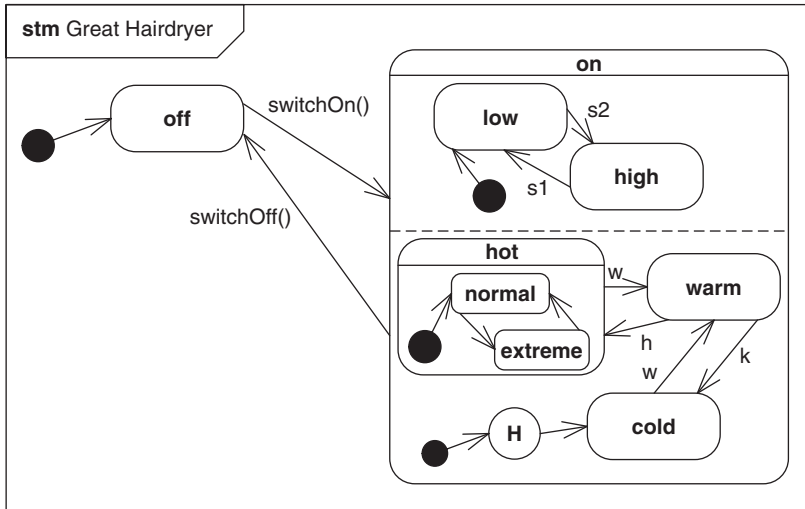 stm Great Hairdryer
on
off
switchOn()
low
s2
high
s1
switchOff()
hot
normal
w
warm
extreme
h
w
k
H
cold